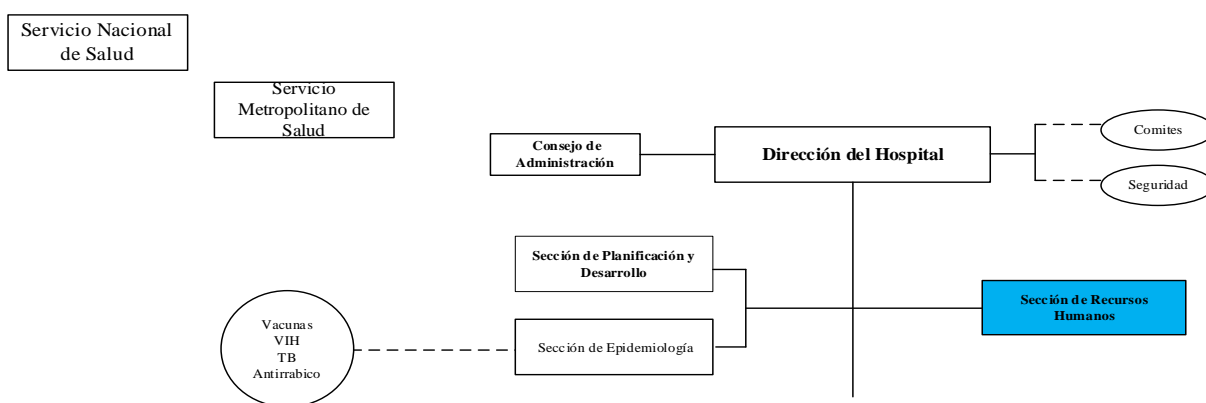 Servicio Nacional
de Salud
Servicio
Metropolitano de
Salud
Consejo de
Administración
Dirección del Hospital
Comites
Seguridad
Sección de Planificación y
Desarrollo
Sección de Recursos
Humanos
Vacunas
VIH
TB
Antirrabico
Sección de Epidemiología